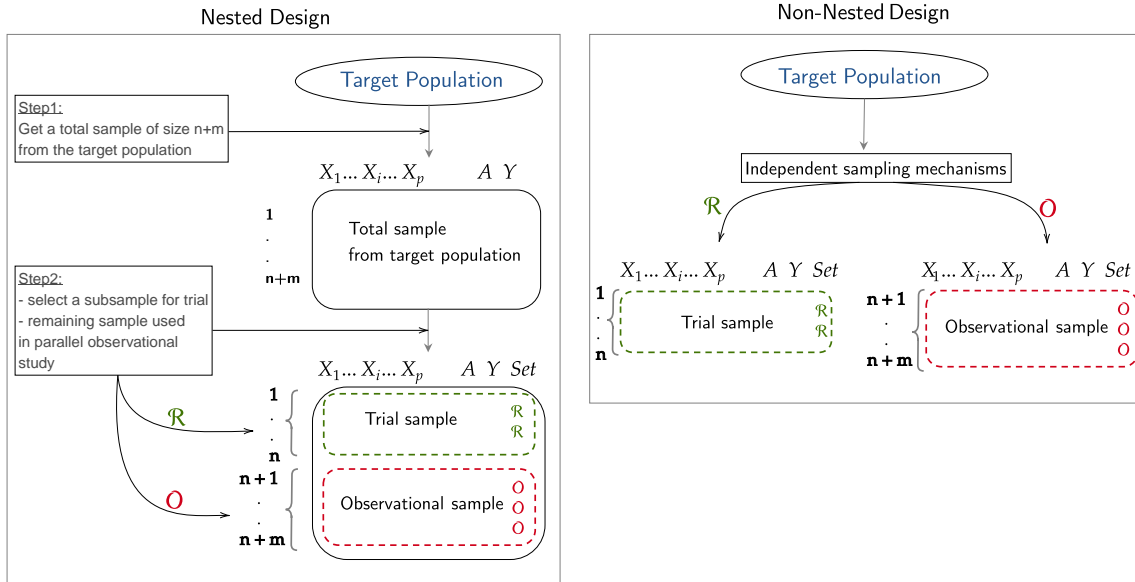 Nested Design
Target Population
Step1:
Get a total sample of size n+m
from the target population
X₁... Xᵢ... Xₚ A Y
1
.
.
n+m
Total sample
from target population
Step2:
- select a subsample for trial
- remaining sample used
in parallel observational
study
X₁... Xᵢ... Xₚ A Y Set
ℛ
1
.
.
n
Trial sample
ℛ
ℛ
𝒪
n+1
.
.
n+m
Observational sample
𝒪
𝒪
𝒪
Non-Nested Design
Target Population
Independent sampling mechanisms
ℛ
𝒪
X₁... Xᵢ... Xₚ A Y Set
1
.
.
n
Trial sample
ℛ
ℛ
X₁... Xᵢ... Xₚ A Y Set
n+1
.
.
n+m
Observational sample
𝒪
𝒪
𝒪